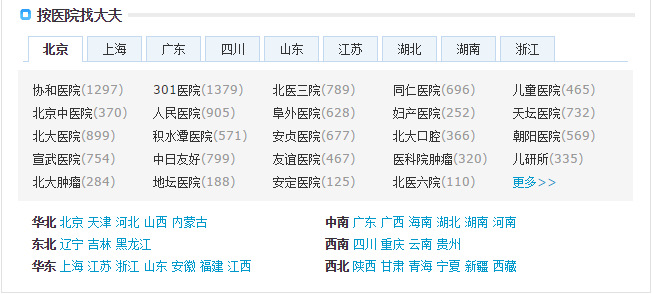 按医院找大夫
北京 上海 广东 四川 山东 江苏 湖北 湖南 浙江
协和医院(1297) 301医院(1379) 北医三院(789) 同仁医院(696) 儿童医院(465)
北京中医院(370) 人民医院(905) 阜外医院(628) 妇产医院(252) 天坛医院(732)
北大医院(899) 积水潭医院(571) 安贞医院(677) 北大口腔(366) 朝阳医院(569)
宣武医院(754) 中日友好(799) 友谊医院(467) 医科院肿瘤(320) 儿研所(335)
北大肿瘤(284) 地坛医院(188) 安定医院(125) 北医六院(110) 更多>>
华北 北京 天津 河北 山西 内蒙古 中南 广东 广西 海南 湖北 湖南 河南
东北 辽宁 吉林 黑龙江 西南 四川 重庆 云南 贵州
华东 上海 江苏 浙江 山东 安徽 福建 江西 西北 陕西 甘肃 青海 宁夏 新疆 西藏